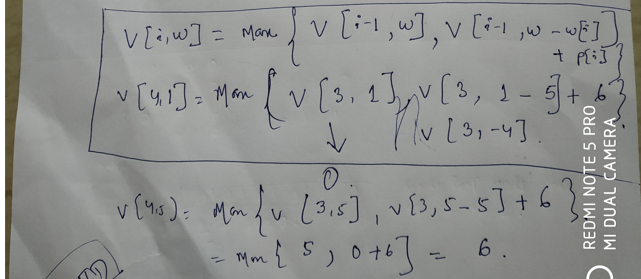 V[i,w] = Max { V[i-1,w], V[i-1,w-w[i]]
+ p[i] }
V[4,1] = Max { V[3,1], V[3,1-5]+6 }
V[3,-4].
↓
0.
V[4,5] = Max { V[3,5], V[3,5-5]+6 }
= Max { 5, 0+6 } = 6.
REDMI NOTE 5 PRO
MI DUAL CAMERA